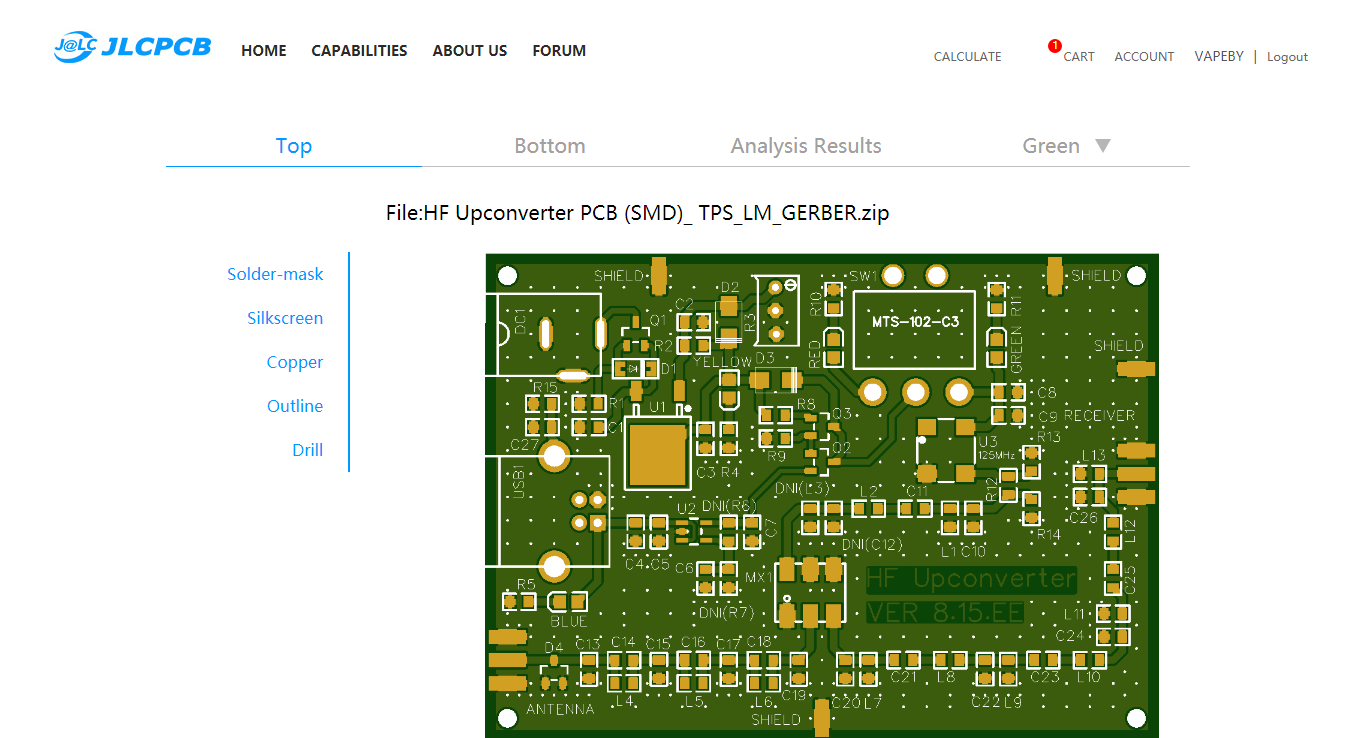 J@LC JLCPCB HOME CAPABILITIES ABOUT US FORUM
CALCULATE 1 CART ACCOUNT VAPEBY | Logout
Top Bottom Analysis Results Green ▼
File:HF Upconverter PCB (SMD)_ TPS_LM_GERBER.zip
Solder-mask
Silkscreen
Copper
Outline
Drill
SHIELD
SW1
SHIELD
DC1
Q1
R2
D1
C2
D2
R3
R10
RED
MTS-102-C3
R11
GREEN
SHIELD
YELLOW
D3
R15
R1
C1
C27
U1
C3 R4
R8
R9
Q3
Q2
C8
C9 RECEIVER
U3
125MHz
R13
R12
R14
L13
C26
L12
USB1
DNI(R6)
U2
C7
C4 C5
C6
DNI(R7)
DNI(L3)
L2
C11
DNI(C12)
L1 C10
MX1
HF Upconverter
VER 8.15.EE
C25
L11
C24
R5
BLUE
D4
ANTENNA
C13 C14 C15 C16 C17 C18
L4
L5
L6
C19
SHIELD
C20 L7
C21
L8
C22 L9
C23
L10